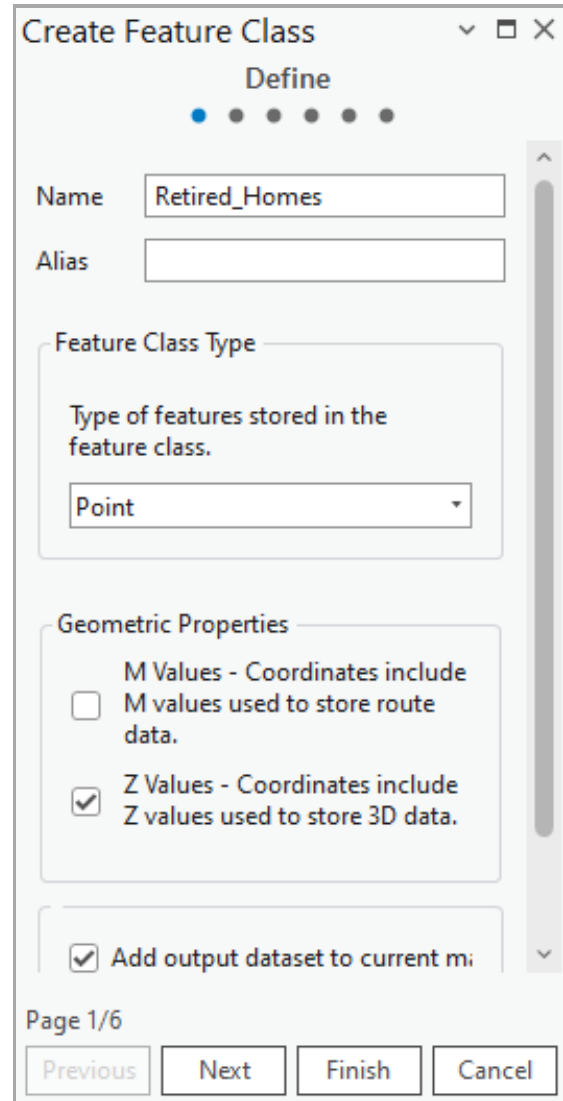 Create Feature Class
Define
Name Retired_Homes
Alias
Feature Class Type
Type of features stored in the
feature class.
Point
Geometric Properties
M Values - Coordinates include
M values used to store route
data.
Z Values - Coordinates include
Z values used to store 3D data.
Add output dataset to current ma
Page 1/6
Previous Next Finish Cancel